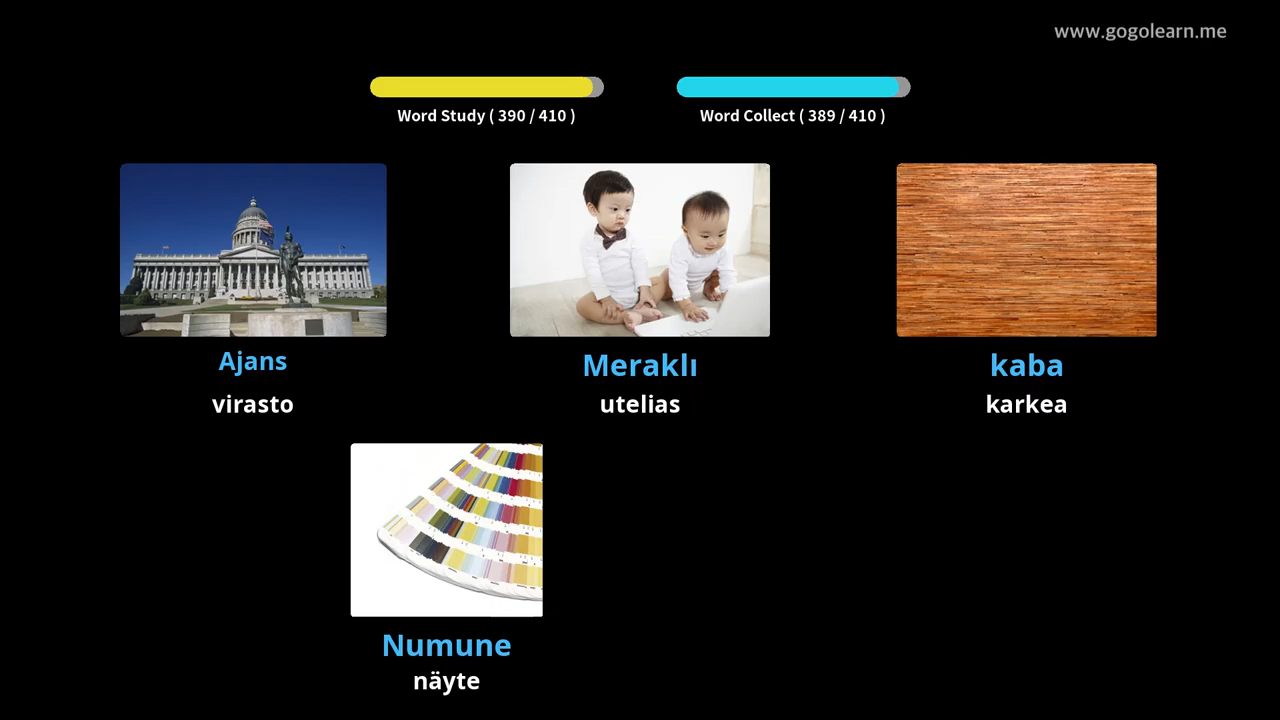 www.gogolearn.me
Word Study ( 390 / 410 )
Word Collect ( 389 / 410 )
Ajans
virasto
Meraklı
utelias
kaba
karkea
Numune
näyte